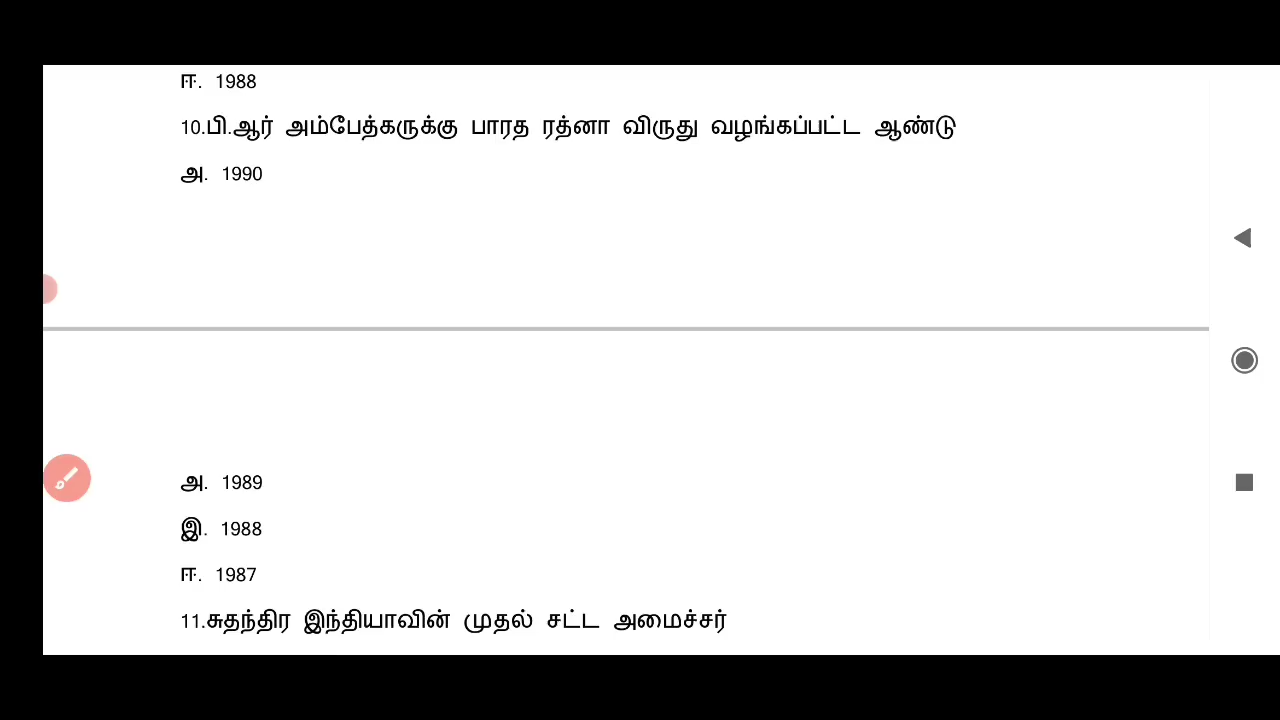 ஈ. 1988
10.பி.ஆர் அம்பேத்கருக்கு பாரத ரத்னா விருது வழங்கப்பட்ட ஆண்டு
அ. 1990
அ. 1989
இ. 1988
ஈ. 1987
11.சுதந்திர இந்தியாவின் முதல் சட்ட அமைச்சர்